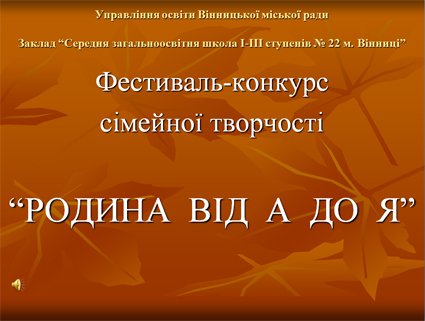 Управління освіти Вінницької міської ради
Заклад “Середня загальноосвітня школа І-ІІІ ступенів № 22 м. Вінниці”
Фестиваль-конкурс
сімейної творчості
“РОДИНА ВІД А ДО Я”